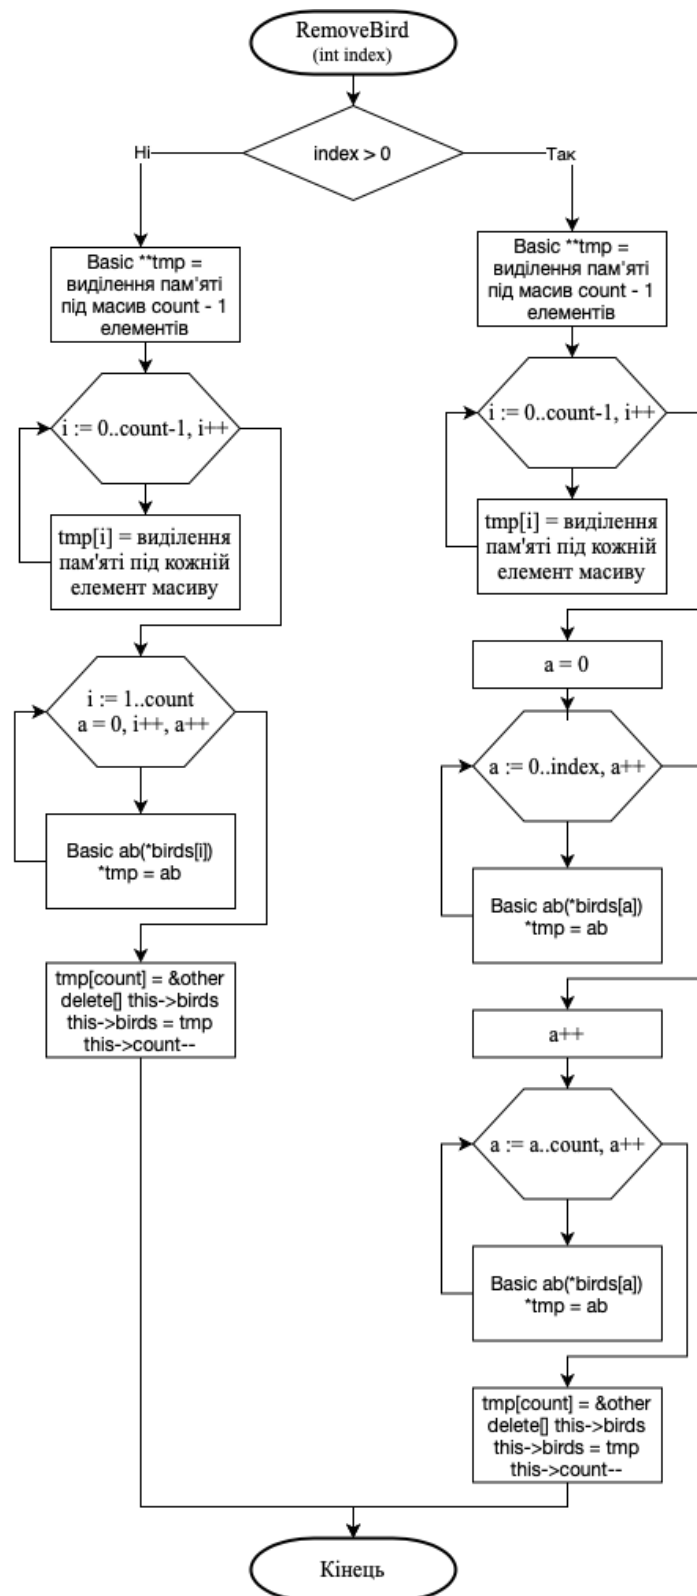 RemoveBird
(int index)
index > 0
Ні
Так
Basic **tmp =
виділення пам'яті
під масив count - 1
елементів
i := 0..count-1, i++
tmp[i] = виділення
пам'яті під кожній
елемент масиву
i := 1..count
a = 0, i++, a++
Basic ab(*birds[i])
*tmp = ab
tmp[count] = &other
delete[] this->birds
this->birds = tmp
this->count--
Basic **tmp =
виділення пам'яті
під масив count - 1
елементів
i := 0..count-1, i++
tmp[i] = виділення
пам'яті під кожній
елемент масиву
a = 0
a := 0..index, a++
Basic ab(*birds[a])
*tmp = ab
a++
a := a..count, a++
Basic ab(*birds[a])
*tmp = ab
tmp[count] = &other
delete[] this->birds
this->birds = tmp
this->count--
Кінець